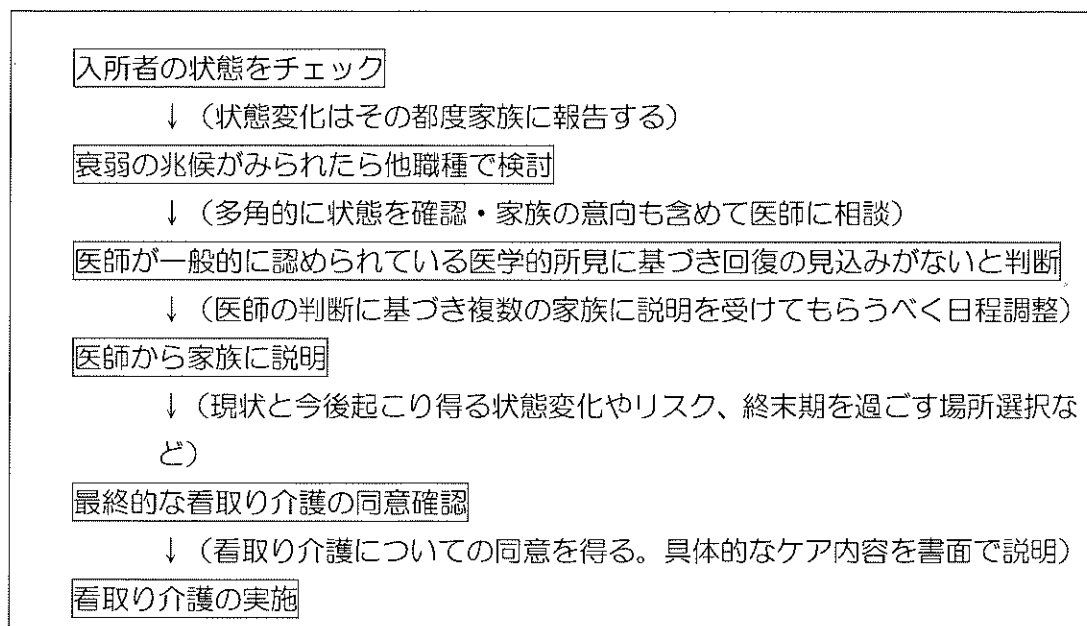 入所者の状態をチェック
↓（状態変化はその都度家族に報告する）
衰弱の兆候がみられたら他職種で検討
↓（多角的に状態を確認・家族の意向も含めて医師に相談）
医師が一般的に認められている医学的所見に基づき回復の見込みがないと判断
↓（医師の判断に基づき複数の家族に説明を受けてもらうべく日程調整）
医師から家族に説明
↓（現状と今後起こり得る状態変化やリスク、終末期を過ごす場所選択な
ど）
最終的な看取り介護の同意確認
↓（看取り介護についての同意を得る。具体的なケア内容を書面で説明）
看取り介護の実施